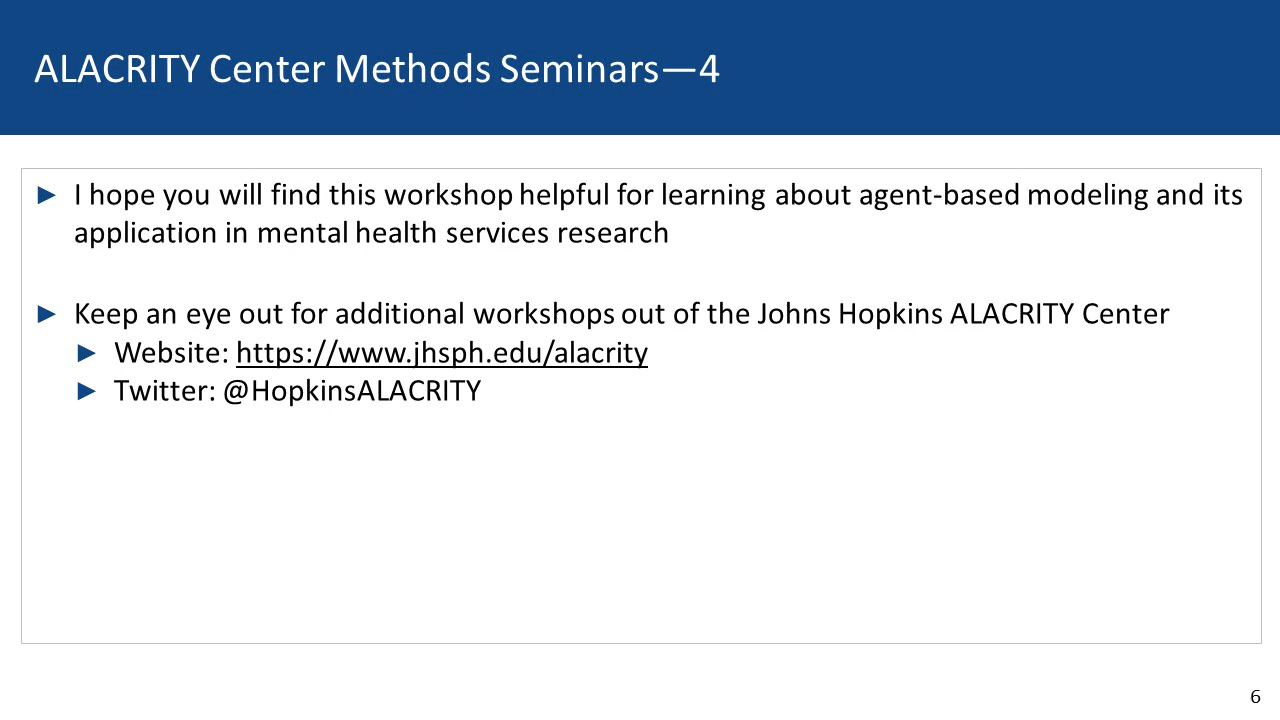 ALACRITY Center Methods Seminars—4
► I hope you will find this workshop helpful for learning about agent-based modeling and its
application in mental health services research
► Keep an eye out for additional workshops out of the Johns Hopkins ALACRITY Center
► Website: https://www.jhsph.edu/alacrity
► Twitter: @HopkinsALACRITY
6